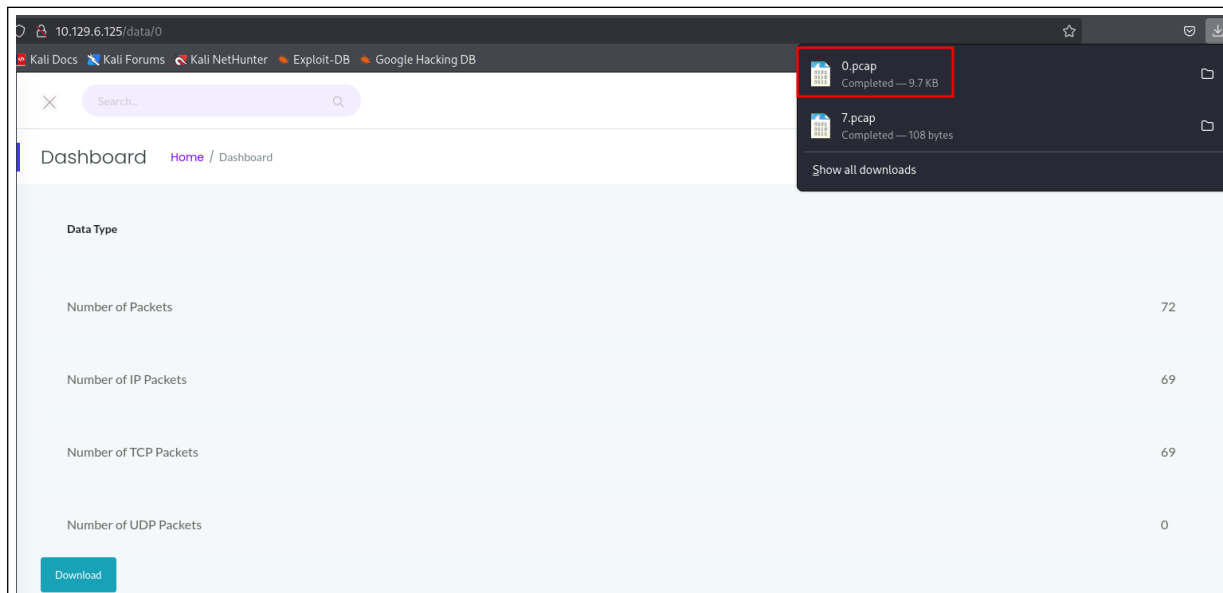 10.129.6.125/data/0
Kali Docs Kali Forums Kali NetHunter Exploit-DB Google Hacking DB
0.pcap
Completed — 9.7 KB
7.pcap
Completed — 108 bytes
Show all downloads
Search...
Dashboard Home / Dashboard
Data Type
Number of Packets 72
Number of IP Packets 69
Number of TCP Packets 69
Number of UDP Packets 0
Download